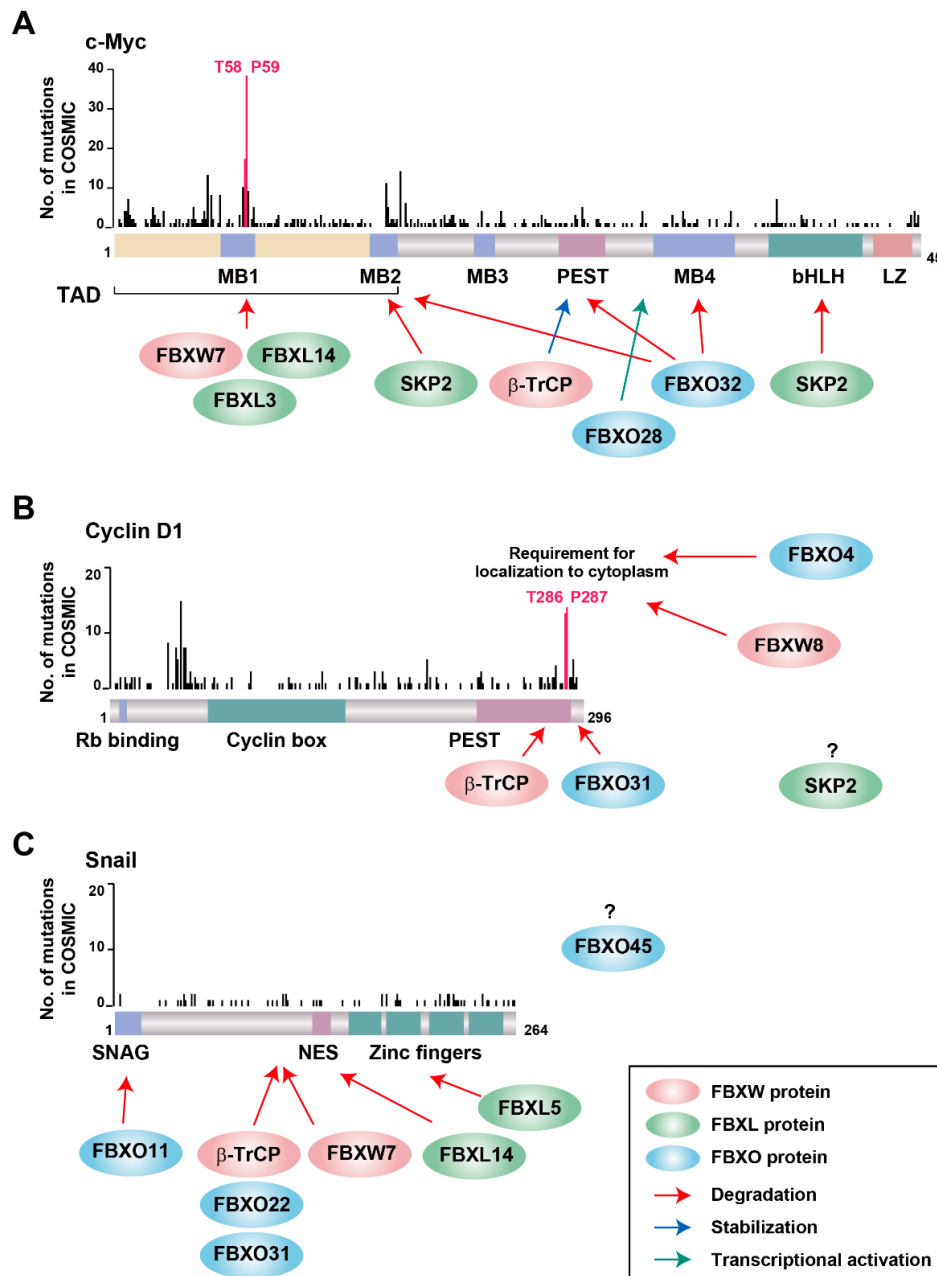 A
c-Myc
No. of mutations
in COSMIC
40
30
20
10
0
T58 P59
1
45
MB1
MB2
MB3
PEST
MB4
bHLH
LZ
TAD
FBXW7
FBXL14
FBXL3
SKP2
β-TrCP
FBXO32
FBXO28
SKP2
B
Cyclin D1
No. of mutations
in COSMIC
20
10
0
Requirement for
localization to cytoplasm
T286 P287
FBXO4
FBXW8
1
296
Rb binding
Cyclin box
PEST
β-TrCP
FBXO31
?
SKP2
C
Snail
No. of mutations
in COSMIC
20
10
0
?
FBXO45
1
264
SNAG
NES
Zinc fingers
FBXO11
β-TrCP
FBXW7
FBXL14
FBXL5
FBXO22
FBXO31
FBXW protein
FBXL protein
FBXO protein
Degradation
Stabilization
Transcriptional activation